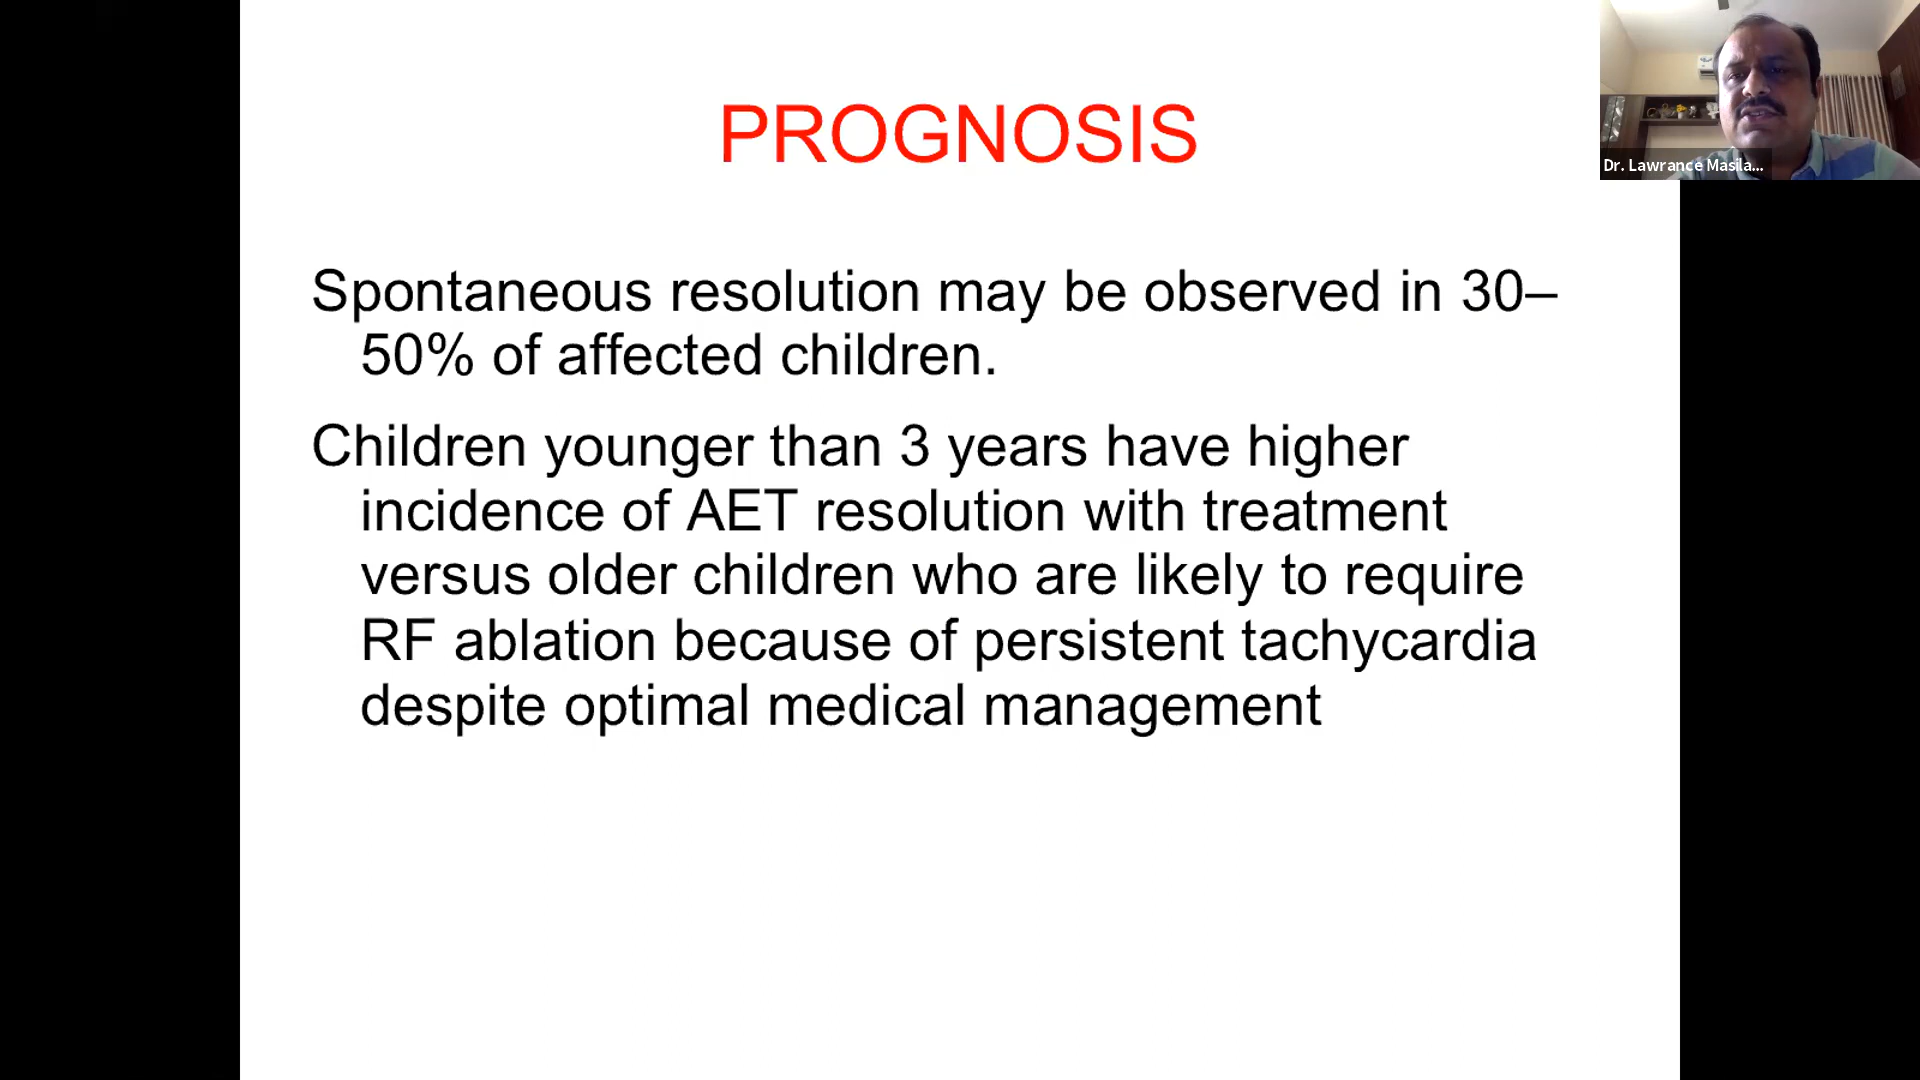 PROGNOSIS
Dr. Lawrance Masila...
Spontaneous resolution may be observed in 30–
50% of affected children.
Children younger than 3 years have higher
incidence of AET resolution with treatment
versus older children who are likely to require
RF ablation because of persistent tachycardia
despite optimal medical management